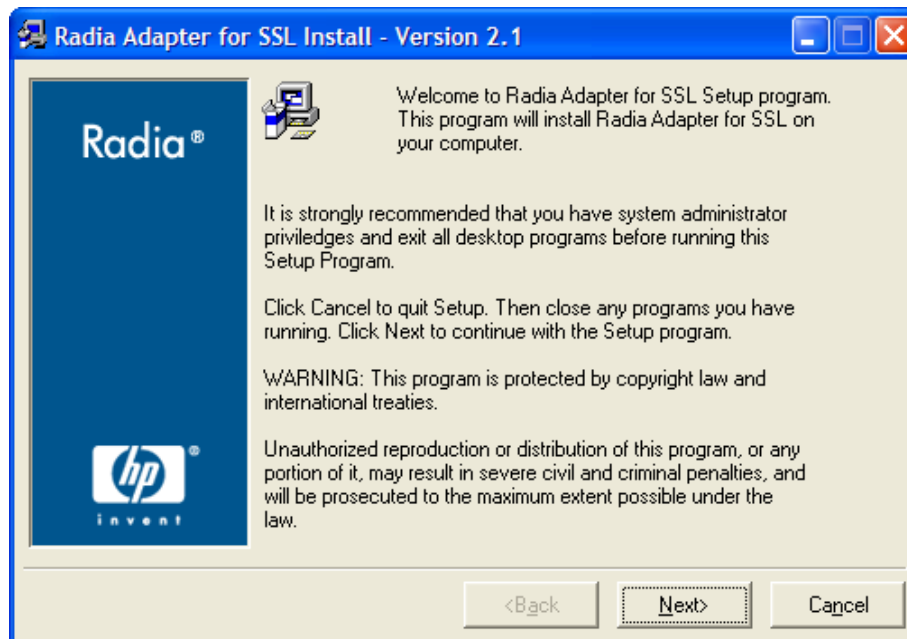 Radia Adapter for SSL Install - Version 2.1
Radia®
Welcome to Radia Adapter for SSL Setup program.
This program will install Radia Adapter for SSL on
your computer.
It is strongly recommended that you have system administrator
priviledges and exit all desktop programs before running this
Setup Program.
Click Cancel to quit Setup. Then close any programs you have
running. Click Next to continue with the Setup program.
WARNING: This program is protected by copyright law and
international treaties.
Unauthorized reproduction or distribution of this program, or any
portion of it, may result in severe civil and criminal penalties, and
will be prosecuted to the maximum extent possible under the
law.
hp®
invent
<Back
Next>
Cancel